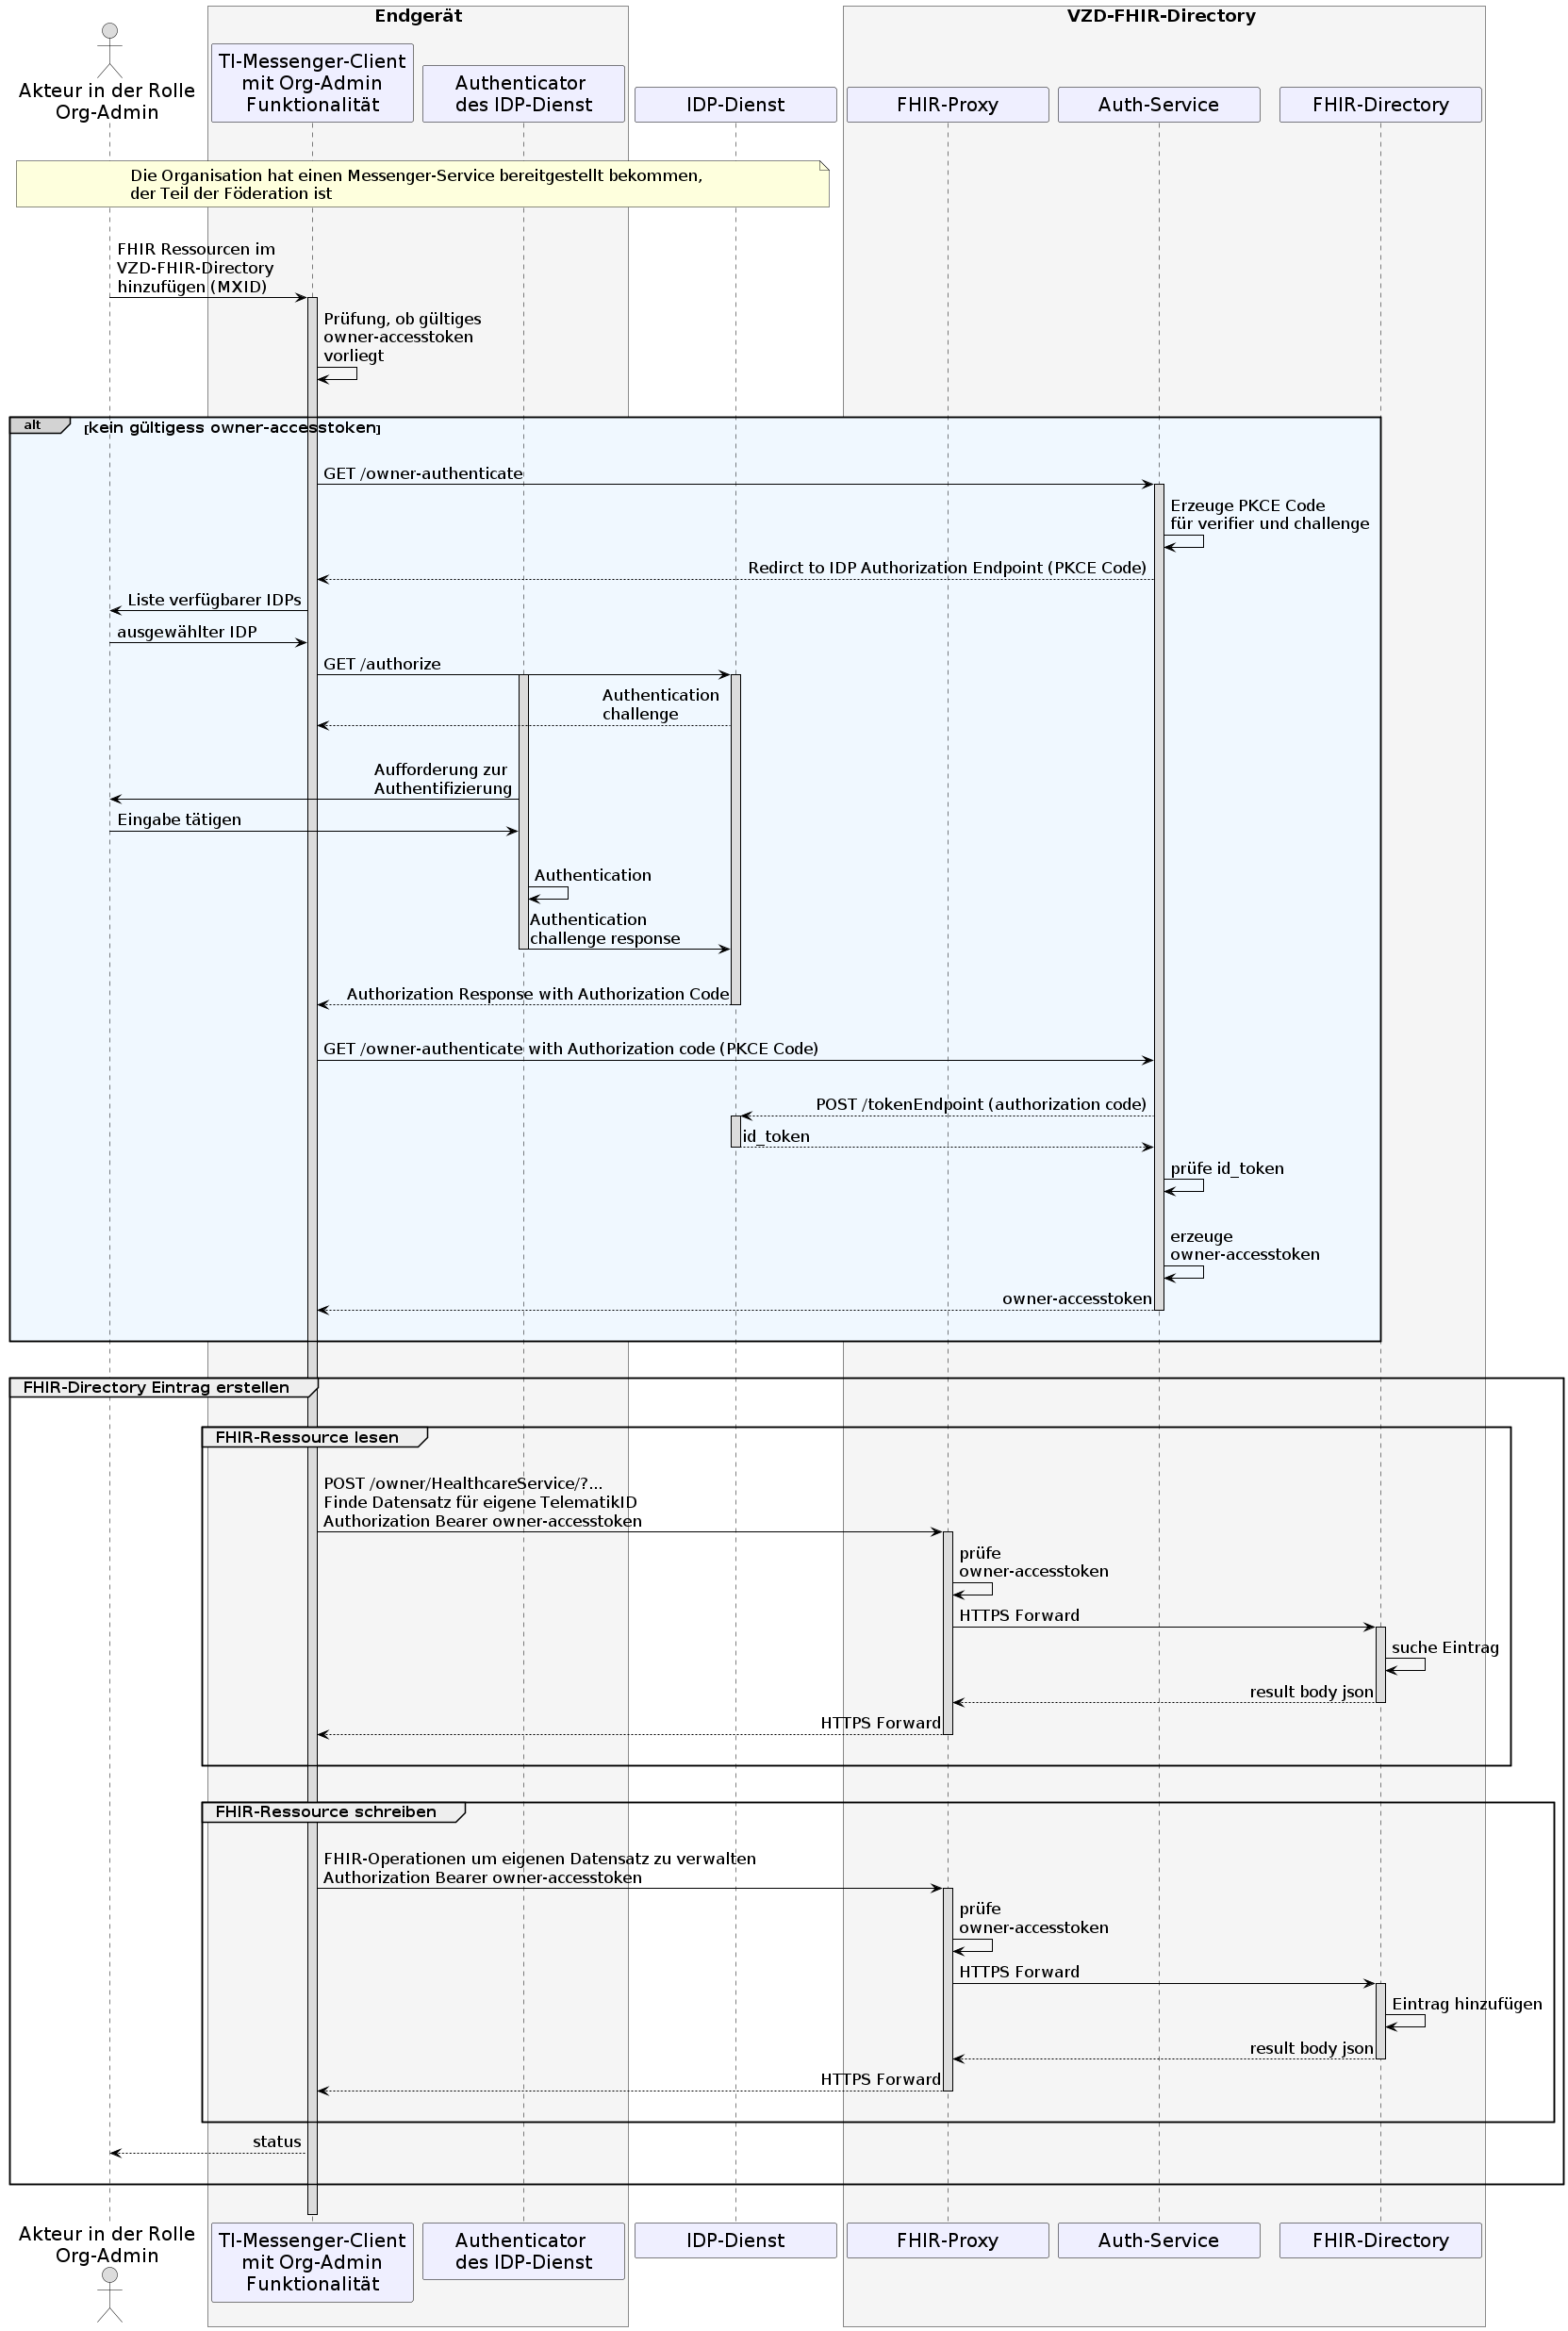 Endgerät
VZD-FHIR-Directory
Akteur in der Rolle
Org-Admin
TI-Messenger-Client
mit Org-Admin
Funktionalität
Authenticator
des IDP-Dienst
IDP-Dienst
FHIR-Proxy
Auth-Service
FHIR-Directory
Die Organisation hat einen Messenger-Service bereitgestellt bekommen,
der Teil der Föderation ist
FHIR Ressourcen im
VZD-FHIR-Directory
hinzufügen (MXID)
Prüfung, ob gültiges
owner-accesstoken
vorliegt
alt
[kein gültigess owner-accesstoken]
GET /owner-authenticate
Erzeuge PKCE Code
für verifier und challenge
Redirct to IDP Authorization Endpoint (PKCE Code)
Liste verfügbarer IDPs
ausgewählter IDP
GET /authorize
Authentication
challenge
Aufforderung zur
Authentifizierung
Eingabe tätigen
Authentication
Authentication
challenge response
Authorization Response with Authorization Code
GET /owner-authenticate with Authorization code (PKCE Code)
POST /tokenEndpoint (authorization code)
id_token
prüfe id_token
erzeuge
owner-accesstoken
owner-accesstoken
FHIR-Directory Eintrag erstellen
FHIR-Ressource lesen
POST /owner/HealthcareService/?...
Finde Datensatz für eigene TelematikID
Authorization Bearer owner-accesstoken
prüfe
owner-accesstoken
HTTPS Forward
suche Eintrag
result body json
HTTPS Forward
FHIR-Ressource schreiben
FHIR-Operationen um eigenen Datensatz zu verwalten
Authorization Bearer owner-accesstoken
prüfe
owner-accesstoken
HTTPS Forward
Eintrag hinzufügen
result body json
HTTPS Forward
status
Akteur in der Rolle
Org-Admin
TI-Messenger-Client
mit Org-Admin
Funktionalität
Authenticator
des IDP-Dienst
IDP-Dienst
FHIR-Proxy
Auth-Service
FHIR-Directory